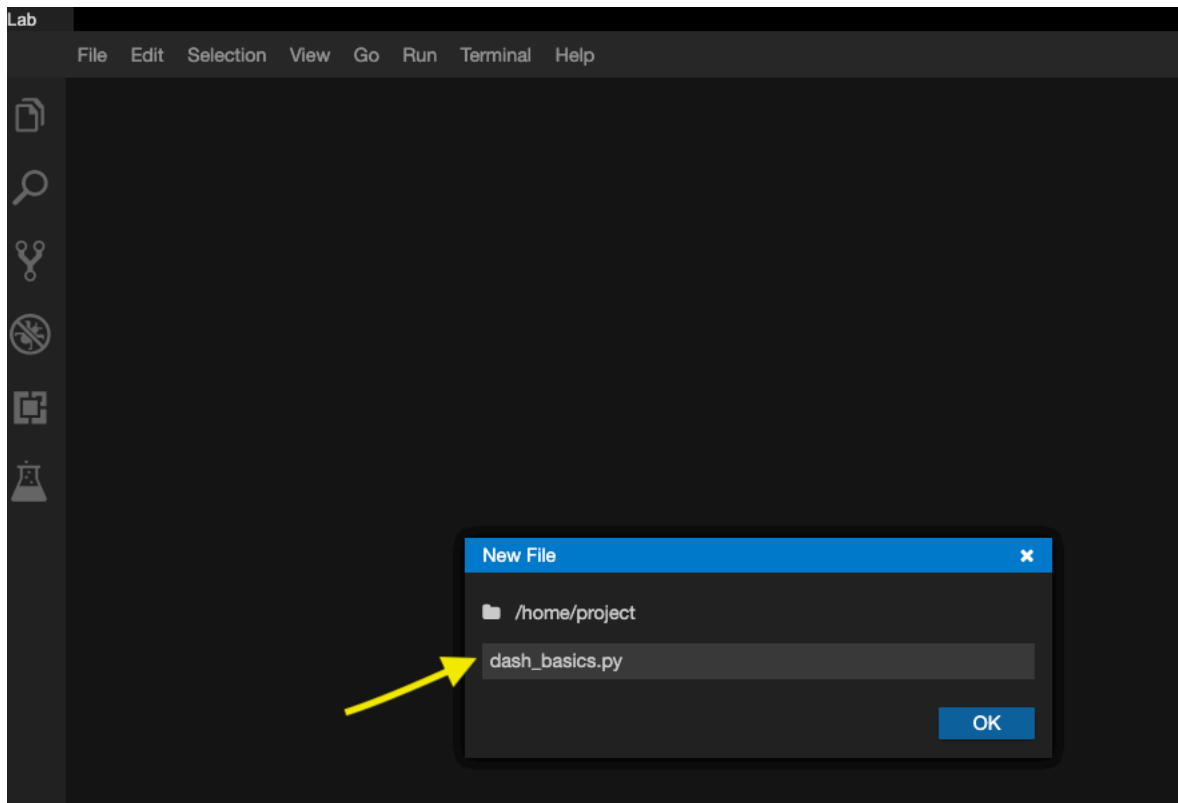 Lab
File Edit Selection View Go Run Terminal Help
New File
/home/project
dash_basics.py
OK